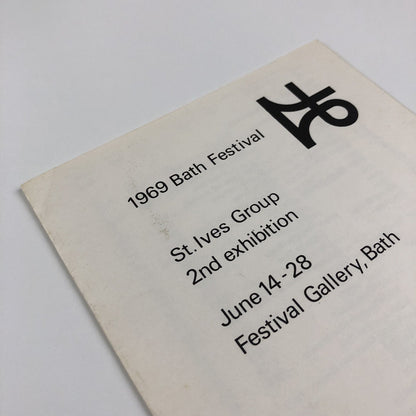 1969 Bath Festival
St. Ives Group
2nd exhibition
June 14-28
Festival Gallery, Bath